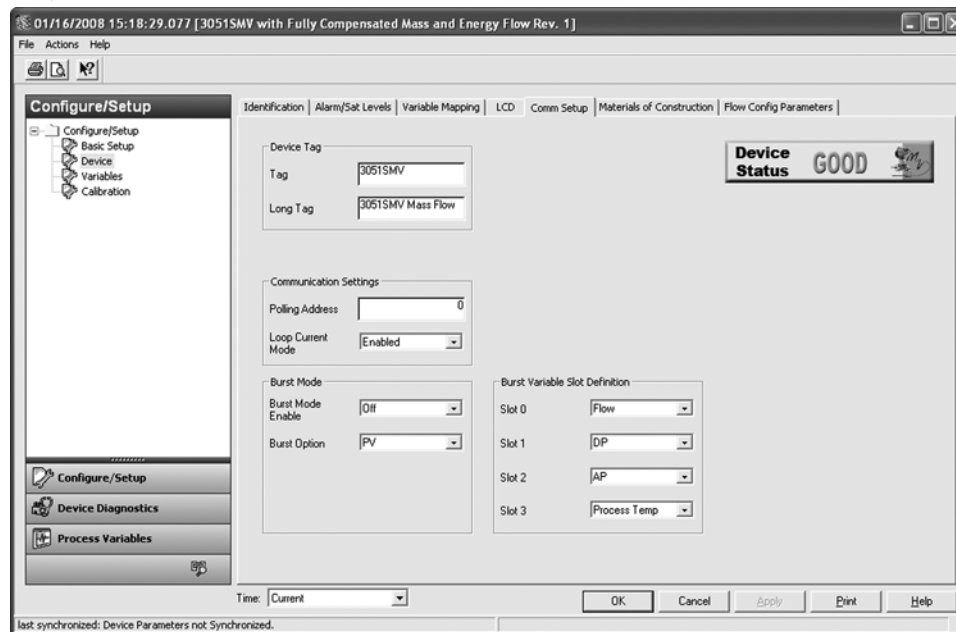 01/16/2008 15:18:29.077 [3051SMV with Fully Compensated Mass and Energy Flow Rev. 1]
File Actions Help
Configure/Setup
Configure/Setup
Basic Setup
Device
Variables
Calibration
Configure/Setup
Device Diagnostics
Process Variables
Identification Alarm/Sat Levels Variable Mapping LCD Comm Setup Materials of Construction Flow Config Parameters
Device Tag
Tag 3051SMV
Long Tag 3051SMV Mass Flow
Device Status GOOD
Communication Settings
Polling Address 0
Loop Current Mode Enabled
Burst Mode
Burst Mode Enable Off
Burst Option PV
Burst Variable Slot Definition
Slot 0 Flow
Slot 1 DP
Slot 2 AP
Slot 3 Process Temp
Time: Current
OK Cancel Apply Print Help
last synchronized: Device Parameters not Synchronized.